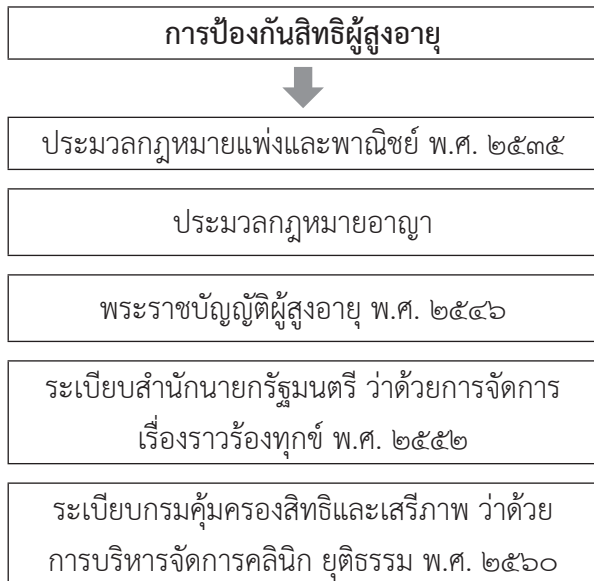 การป้องกันสิทธิผู้สูงอายุ
ประมวลกฎหมายแพ่งและพาณิชย์ พ.ศ. ๒๕๓๕
ประมวลกฎหมายอาญา
พระราชบัญญัติผู้สูงอายุ พ.ศ. ๒๕๔๖
ระเบียบสำนักนายกรัฐมนตรี ว่าด้วยการจัดการ
เรื่องราวร้องทุกข์ พ.ศ. ๒๕๕๒
ระเบียบกรมคุ้มครองสิทธิและเสรีภาพ ว่าด้วย
การบริหารจัดการคลินิก ยุติธรรม พ.ศ. ๒๕๖๐